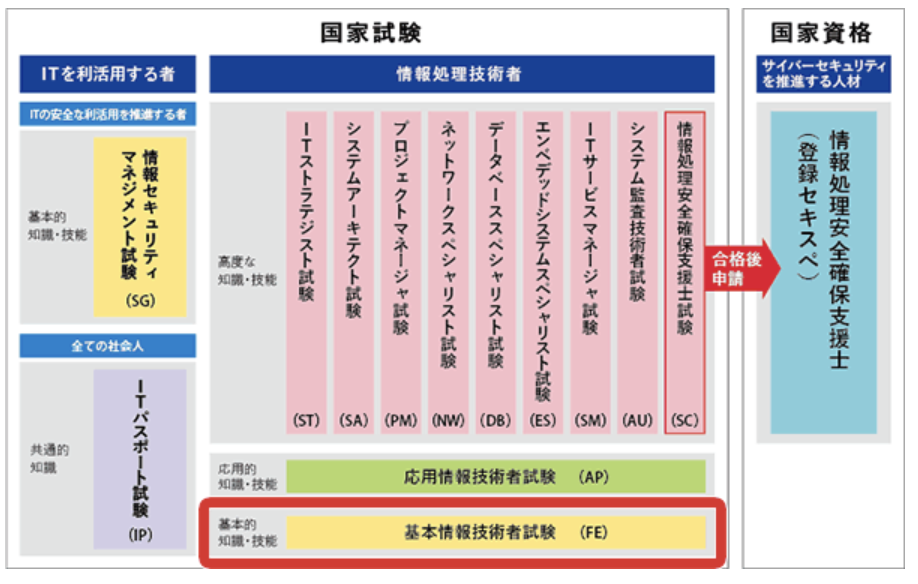 国家試験
ITを利活用する者
ITの安全な利活用を推進する者
基本的
知識・技能
情報セキュリティ
マネジメント試験
(SG)
全ての社会人
共通的
知識
ITパスポート試験
(IP)
情報処理技術者
高度な
知識・技能
ITストラテジスト試験
(ST)
システムアーキテクト試験
(SA)
プロジェクトマネージャ試験
(PM)
ネットワークスペシャリスト試験
(NW)
データベーススペシャリスト試験
(DB)
エンベデッドシステムスペシャリスト試験
(ES)
ITサービスマネージャ試験
(SM)
システム監査技術者試験
(AU)
情報処理安全確保支援士試験
(SC)
応用的
知識・技能
応用情報技術者試験 (AP)
基本的
知識・技能
基本情報技術者試験 (FE)
合格後
申請
国家資格
サイバーセキュリティ
を推進する人材
情報処理安全確保支援士
(登録セキスペ)